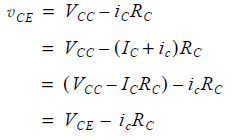 v_CE = V_CC − i_C R_C
= V_CC − (I_C + i_c) R_C
= (V_CC − I_C R_C) − i_c R_C
= V_CE − i_c R_C